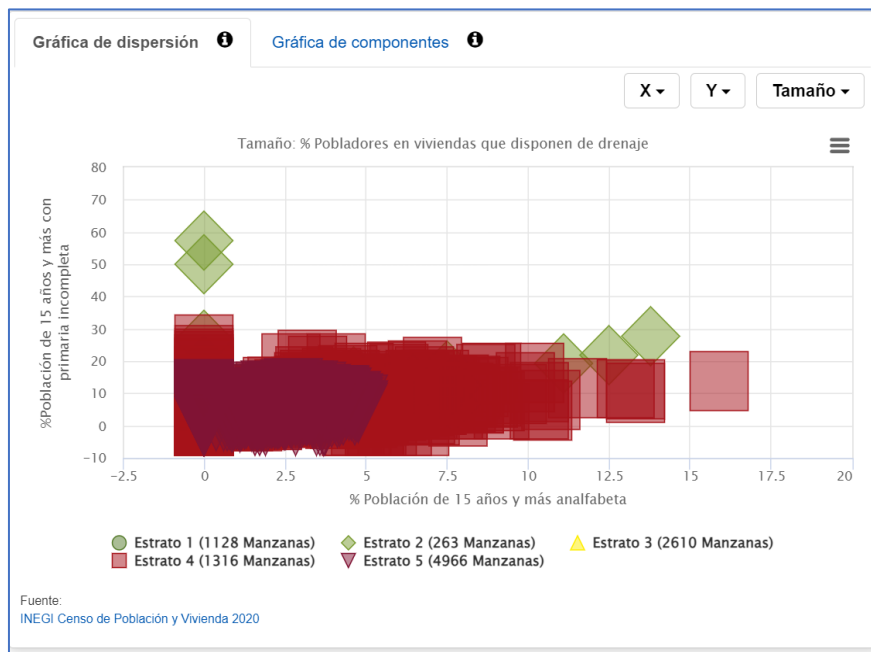 Gráfica de dispersión
Gráfica de componentes
X
Y
Tamaño
Tamaño: % Pobladores en viviendas que disponen de drenaje
%Población de 15 años y más con
primaria incompleta
80
70
60
50
40
30
20
10
0
-10
-2.5
0
2.5
5
7.5
10
12.5
15
17.5
20
% Población de 15 años y más analfabeta
Estrato 1 (1128 Manzanas)
Estrato 2 (263 Manzanas)
Estrato 3 (2610 Manzanas)
Estrato 4 (1316 Manzanas)
Estrato 5 (4966 Manzanas)
Fuente:
INEGI Censo de Población y Vivienda 2020